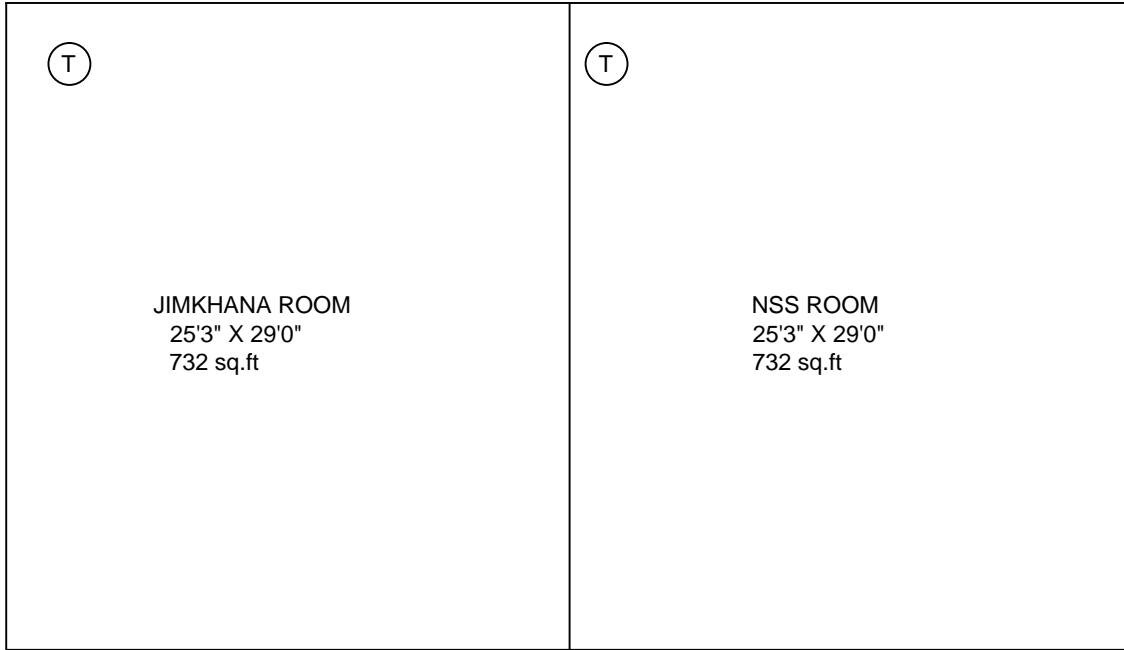 T
T
JIMKHANA ROOM
25'3" X 29'0"
732 sq.ft
NSS ROOM
25'3" X 29'0"
732 sq.ft